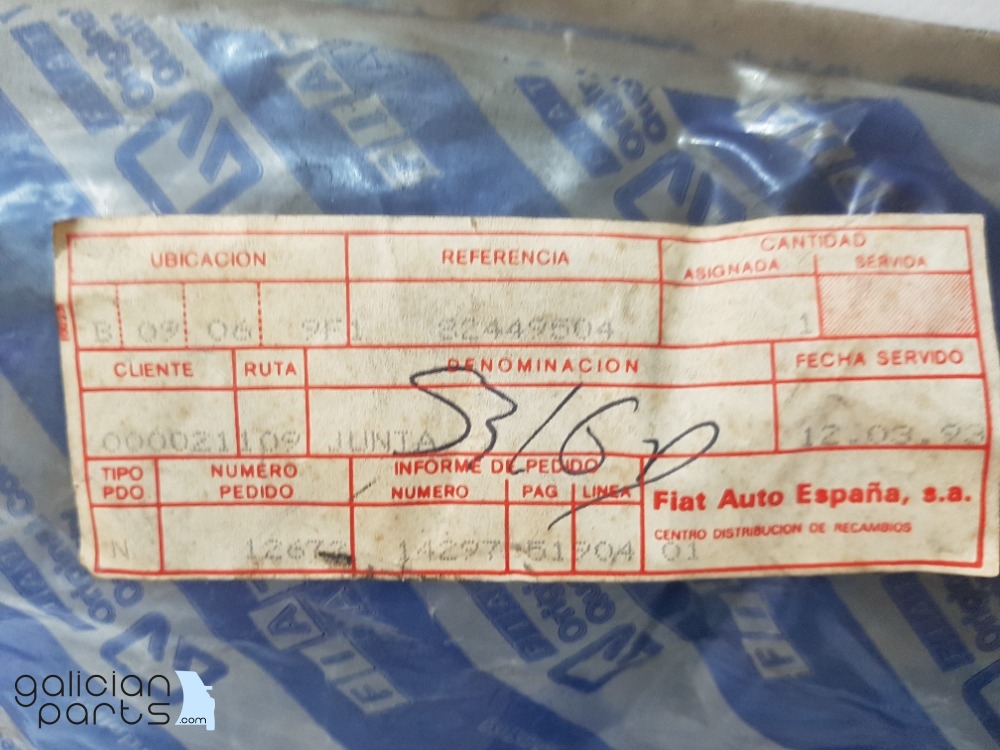 UBICACION REFERENCIA CANTIDAD
ASIGNADA SERVIDA
B 09 06 9F1 82449504 1
CLIENTE RUTA DENOMINACION FECHA SERVIDO
000021109 JUNTA 12.03.93
TIPO PDO NUMERO PEDIDO INFORME DE PEDIDO
NUMERO PAG LINEA
Fiat Auto España, s.a.
CENTRO DISTRIBUCION DE RECAMBIOS
N 14297 51904 01
galician
parts.com